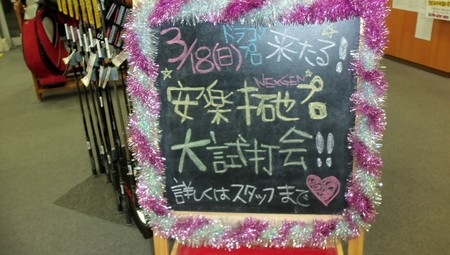 3/18(日) ドラコンプロ 来たる!
NEXGEN
安楽拓也プロ
大試打会!!
詳しくはスタッフまで